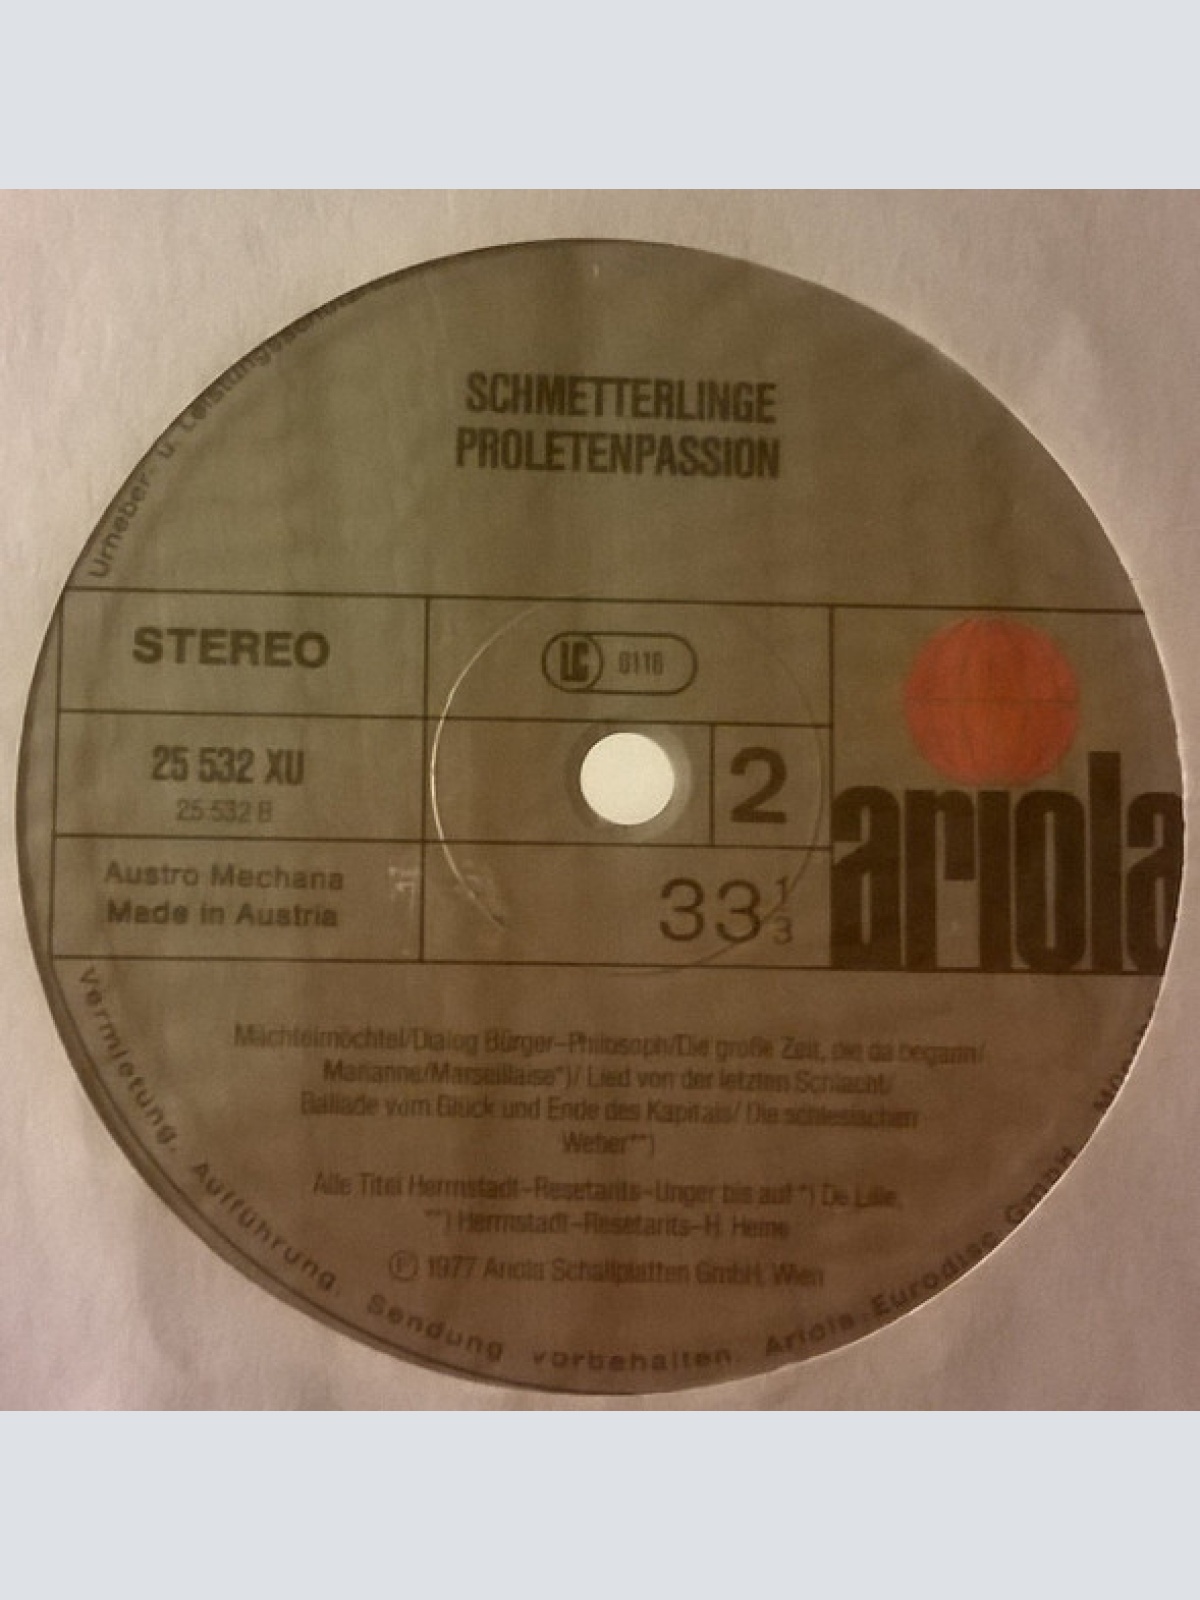 Urheber- u. Leistungsschutz
SCHMETTERLINGE
PROLETENPASSION
STEREO
LC 0116
25 532 XU
25 532 B
2
ariola
Austro Mechana
Made in Austria
33 1/3
Mächteimöchtel/Dialog Bürger-Philosoph/Die große Zeit, die da begann/
Marianne/Marseillaise*)/ Lied von der letzten Schlacht/
Ballade vom Glück und Ende des Kapitals/ Die schlesischen
Weber**)
Alle Titel Herrnstadt-Resetarits-Unger bis auf *) De Lille,
**) Herrnstadt-Resetarits-H. Heine
Ⓟ 1977 Ariola Schallplatten GmbH, Wien
Vermietung, Aufführung, Sendung vorbehalten Ariola-Eurodisc GmbH